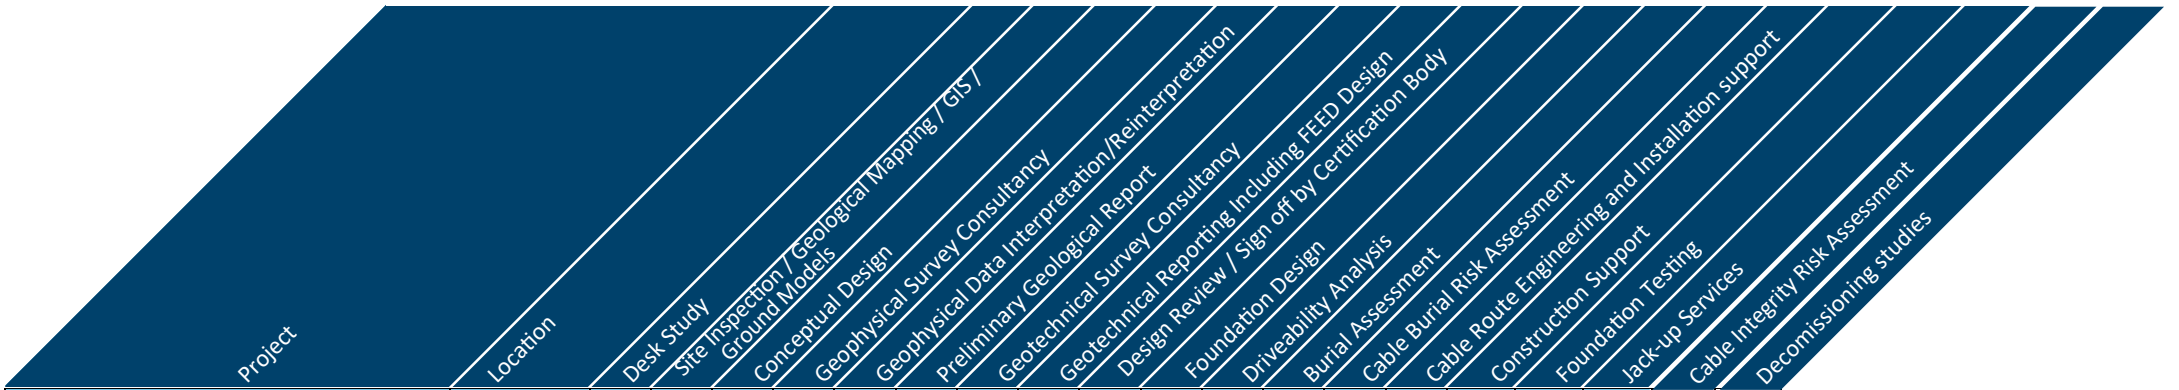 Project
Location
Desk Study
Site Inspection / Geological Mapping / GIS /
Ground Models
Conceptual Design
Geophysical Survey Consultancy
Geophysical Data Interpretation/Reinterpretation
Preliminary Geological Report
Geotechnical Survey Consultancy
Geotechnical Reporting Including FEED Design
Design Review / Sign off by Certification Body
Foundation Design
Driveability Analysis
Burial Assessment
Cable Burial Risk Assessment
Cable Route Engineering and Installation support
Construction Support
Foundation Testing
Jack-up Services
Cable Integrity Risk Assessment
Decomissioning studies